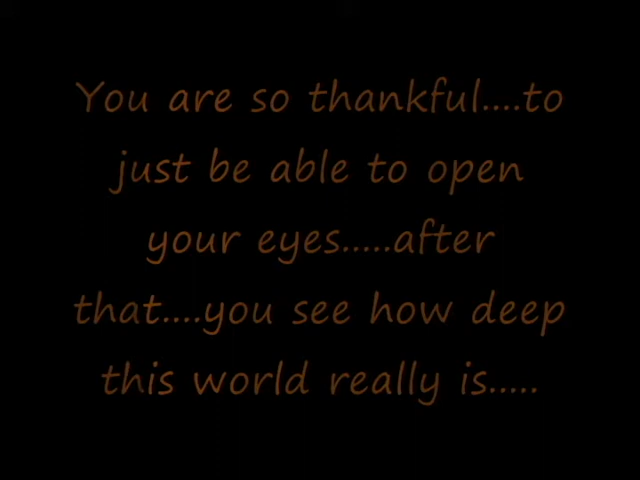 You are so thankful....to
just be able to open
your eyes.....after
that....you see how deep
this world really is.....